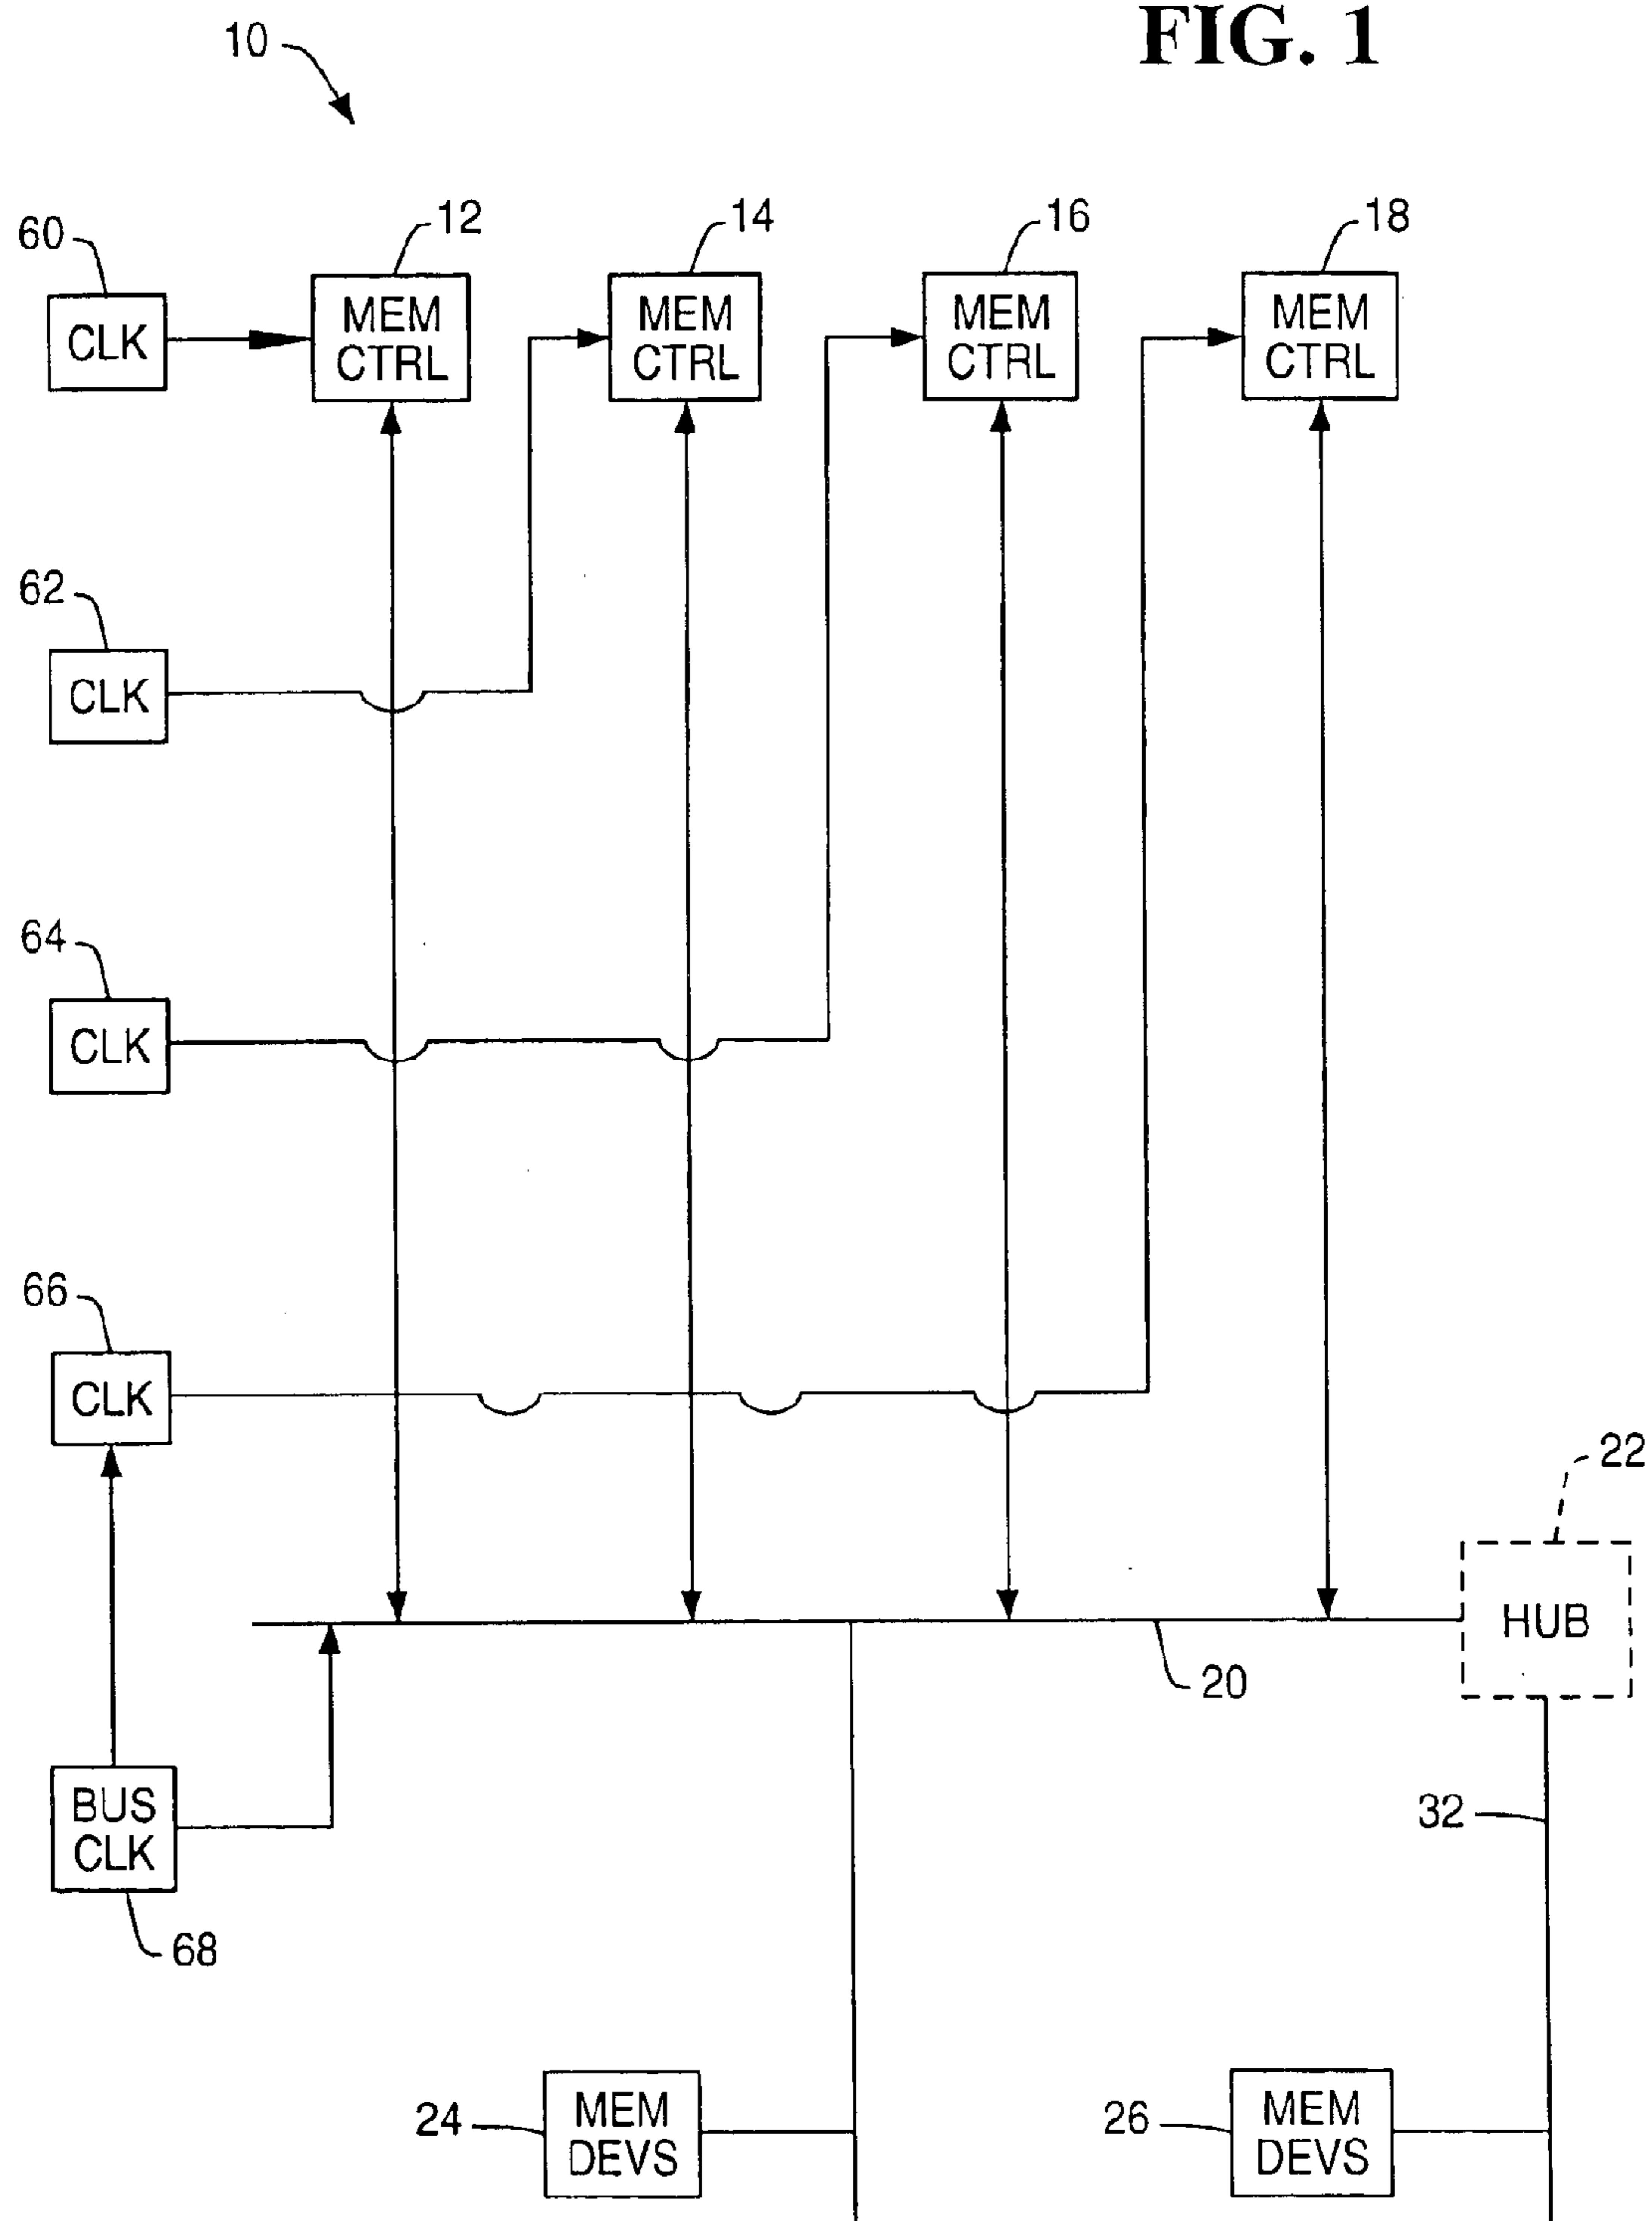 FIG. 1
10
12
14
16
18
60
CLK
MEM
CTRL
MEM
CTRL
MEM
CTRL
MEM
CTRL
62
CLK
64
CLK
66
CLK
22
HUB
20
BUS
CLK
68
32
24
MEM
DEVS
26
MEM
DEVS